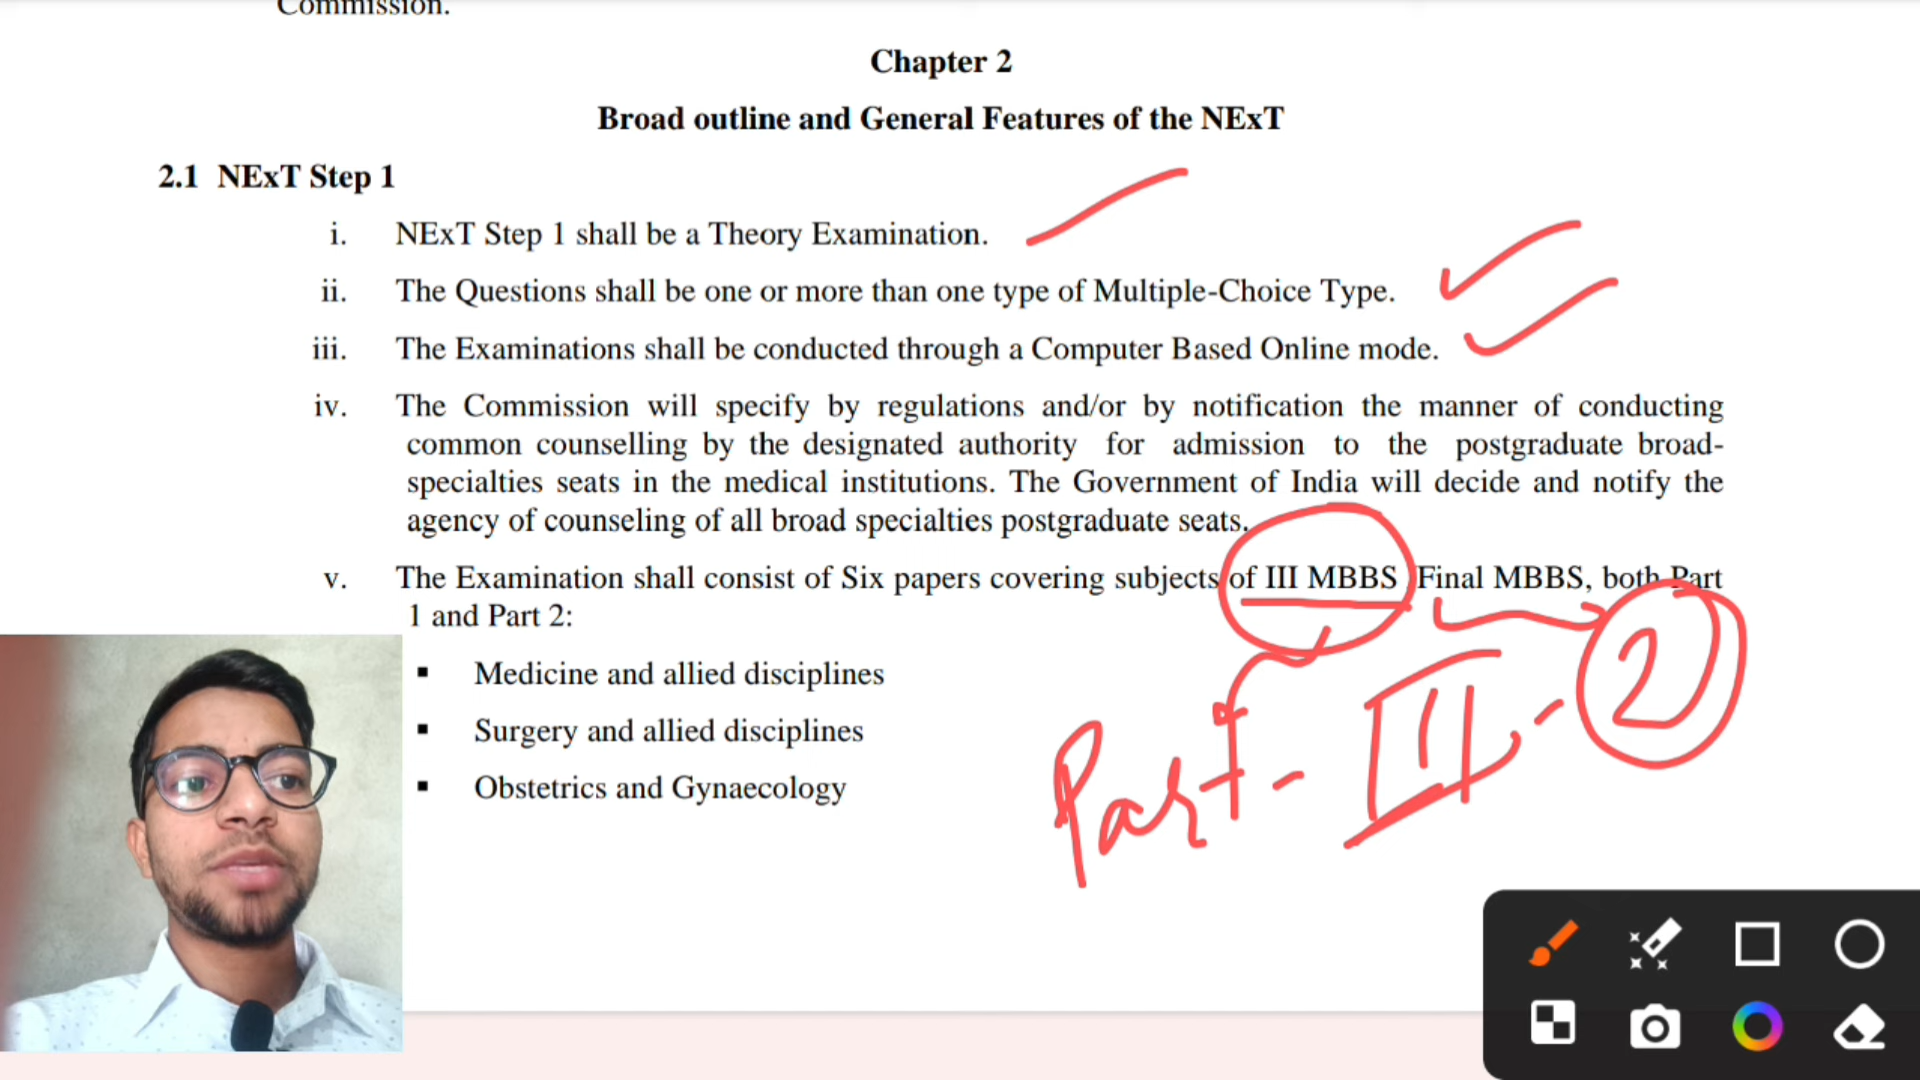 Commission.
Chapter 2
Broad outline and General Features of the NExT
2.1 NExT Step 1
i. NExT Step 1 shall be a Theory Examination.
ii. The Questions shall be one or more than one type of Multiple-Choice Type.
iii. The Examinations shall be conducted through a Computer Based Online mode.
iv. The Commission will specify by regulations and/or by notification the manner of conducting
common counselling by the designated authority for admission to the postgraduate broad-
specialties seats in the medical institutions. The Government of India will decide and notify the
agency of counseling of all broad specialties postgraduate seats.
v. The Examination shall consist of Six papers covering subjects of III MBBS Final MBBS, both Part
1 and Part 2:
▪ Medicine and allied disciplines
▪ Surgery and allied disciplines
▪ Obstetrics and Gynaecology
Part - II - 2